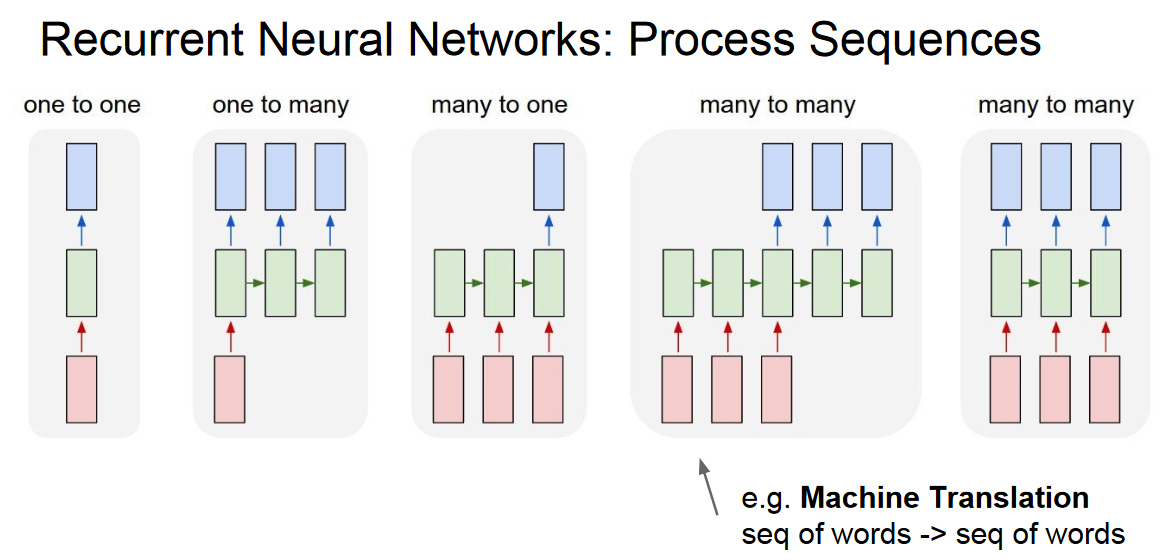 Recurrent Neural Networks: Process Sequences
one to one
one to many
many to one
many to many
many to many
e.g. Machine Translation
seq of words -> seq of words